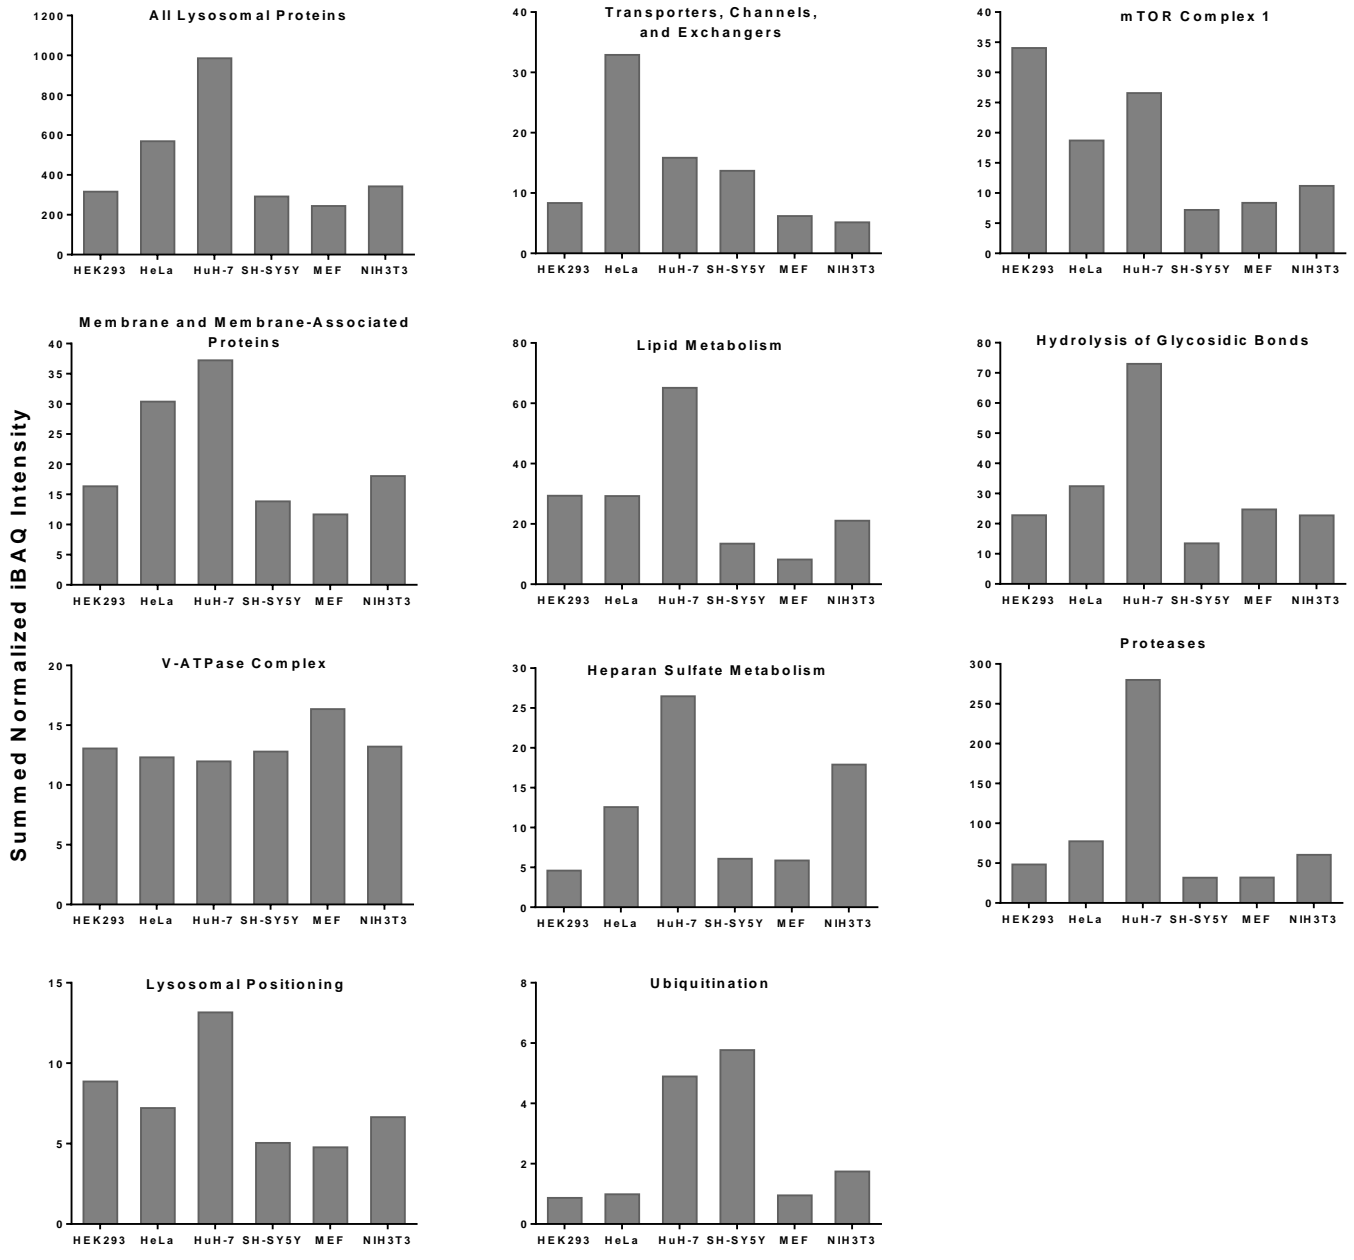 Summed Normalized iBAQ Intensity
All Lysosomal Proteins
1200
1000
800
600
400
200
0
HEK293 HeLa HuH-7 SH-SY5Y MEF NIH3T3
Transporters, Channels,
and Exchangers
40
30
20
10
0
HEK293 HeLa HuH-7 SH-SY5Y MEF NIH3T3
mTOR Complex 1
40
35
30
25
20
15
10
5
0
HEK293 HeLa HuH-7 SH-SY5Y MEF NIH3T3
Membrane and Membrane-Associated
Proteins
40
35
30
25
20
15
10
5
0
HEK293 HeLa HuH-7 SH-SY5Y MEF NIH3T3
Lipid Metabolism
80
60
40
20
0
HEK293 HeLa HuH-7 SH-SY5Y MEF NIH3T3
Hydrolysis of Glycosidic Bonds
80
70
60
50
40
30
20
10
0
HEK293 HeLa HuH-7 SH-SY5Y MEF NIH3T3
V-ATPase Complex
20
15
10
5
0
HEK293 HeLa HuH-7 SH-SY5Y MEF NIH3T3
Heparan Sulfate Metabolism
30
25
20
15
10
5
0
HEK293 HeLa HuH-7 SH-SY5Y MEF NIH3T3
Proteases
300
250
200
150
100
50
0
HEK293 HeLa HuH-7 SH-SY5Y MEF NIH3T3
Lysosomal Positioning
15
10
5
0
HEK293 HeLa HuH-7 SH-SY5Y MEF NIH3T3
Ubiquitination
8
6
4
2
0
HEK293 HeLa HuH-7 SH-SY5Y MEF NIH3T3